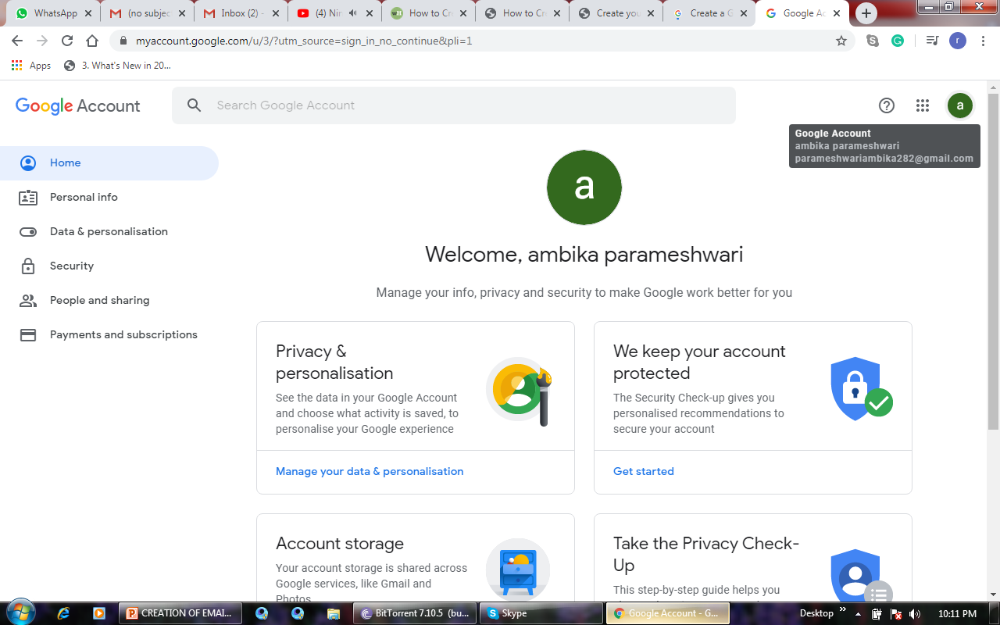 WhatsApp
(no subjec
Inbox (2) -
(4) Nin
How to Cr
How to Cr
Create you
Create a G
Google Ac
myaccount.google.com/u/3/?utm_source=sign_in_no_continue&pli=1
r
Apps
3. What's New in 20...
Google Account
Search Google Account
a
Google Account
ambika parameshwari
parameshwariambika282@gmail.com
Home
Personal info
Data & personalisation
Security
People and sharing
Payments and subscriptions
a
Welcome, ambika parameshwari
Manage your info, privacy and security to make Google work better for you
Privacy &
personalisation
See the data in your Google Account
and choose what activity is saved, to
personalise your Google experience
Manage your data & personalisation
We keep your account
protected
The Security Check-up gives you
personalised recommendations to
secure your account
Get started
Account storage
Your account storage is shared across
Google services, like Gmail and
Photos
Take the Privacy Check-
Up
This step-by-step guide helps you
CREATION OF EMAI...
BitTorrent 7.10.5 (bu...
Skype
Google Account - G...
Desktop
10:11 PM